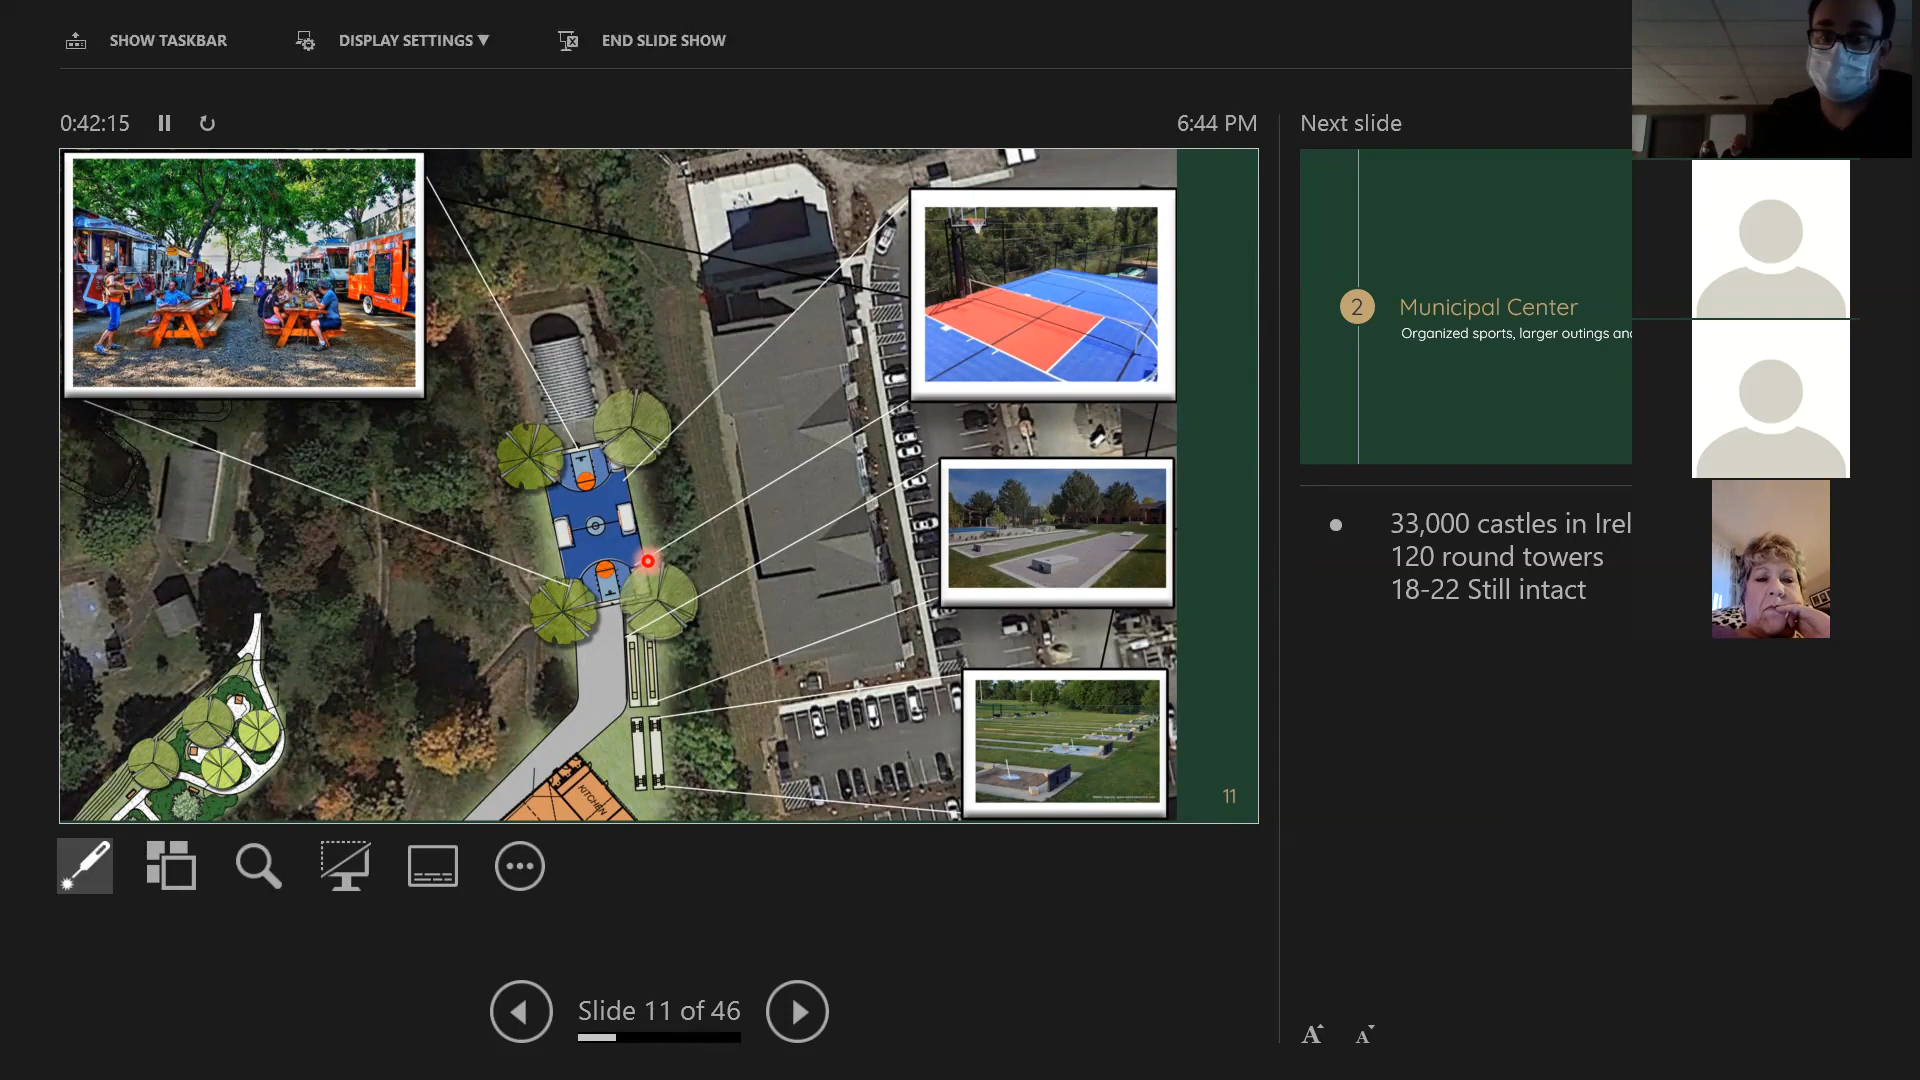 SHOW TASKBAR
DISPLAY SETTINGS ▼
END SLIDE SHOW
0:42:15
6:44 PM
Next slide
2
Municipal Center
Organized sports, larger outings and
KITCHEN
11
• 33,000 castles in Irel
120 round towers
18-22 Still intact
Slide 11 of 46
A A